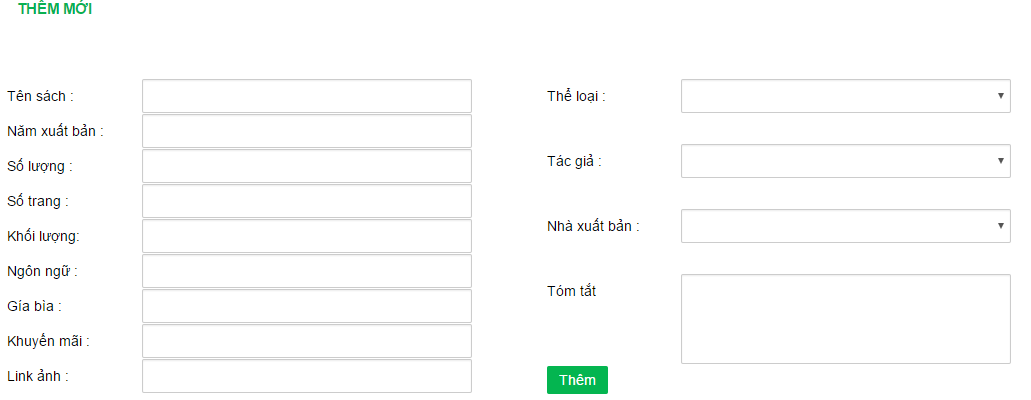 THÊM MỚI
Tên sách :
Năm xuất bản :
Số lượng :
Số trang :
Khối lượng:
Ngôn ngữ :
Gía bìa :
Khuyến mãi :
Link ảnh :
Thể loại :
Tác giả :
Nhà xuất bản :
Tóm tắt
Thêm